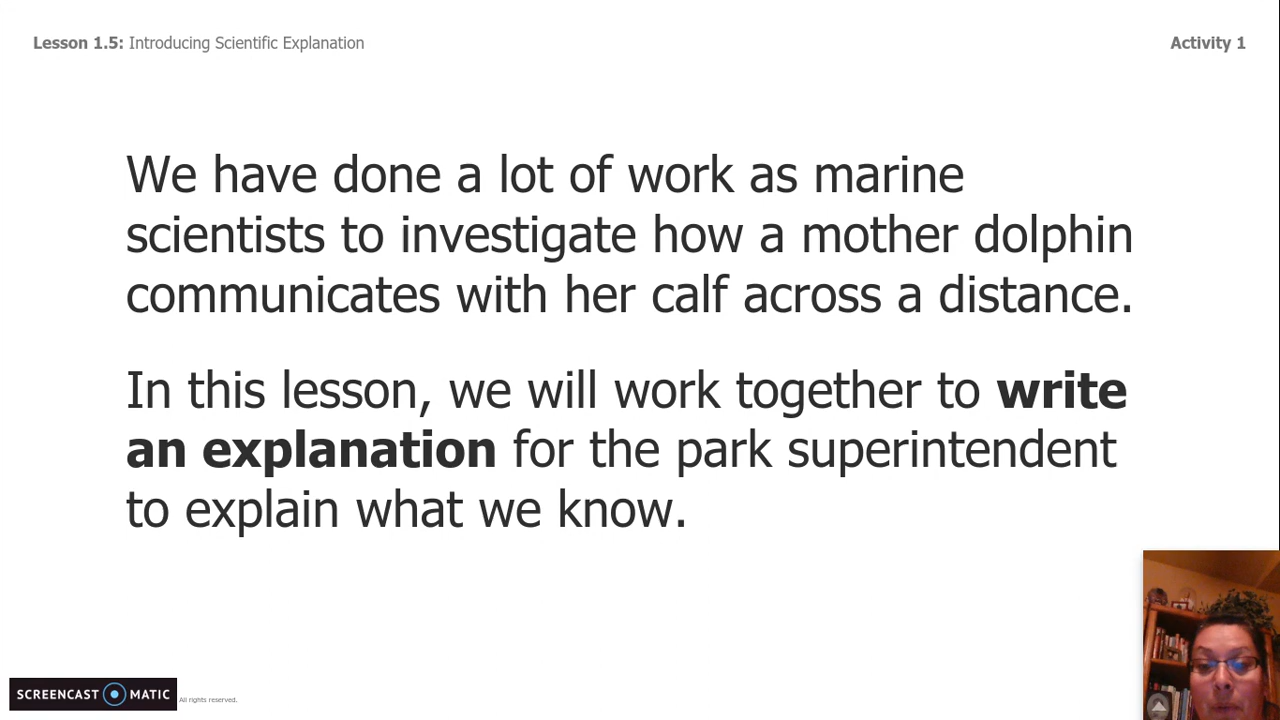 Lesson 1.5: Introducing Scientific Explanation
Activity 1
We have done a lot of work as marine
scientists to investigate how a mother dolphin
communicates with her calf across a distance.
In this lesson, we will work together to write
an explanation for the park superintendent
to explain what we know.
SCREENCAST MATIC
All rights reserved.